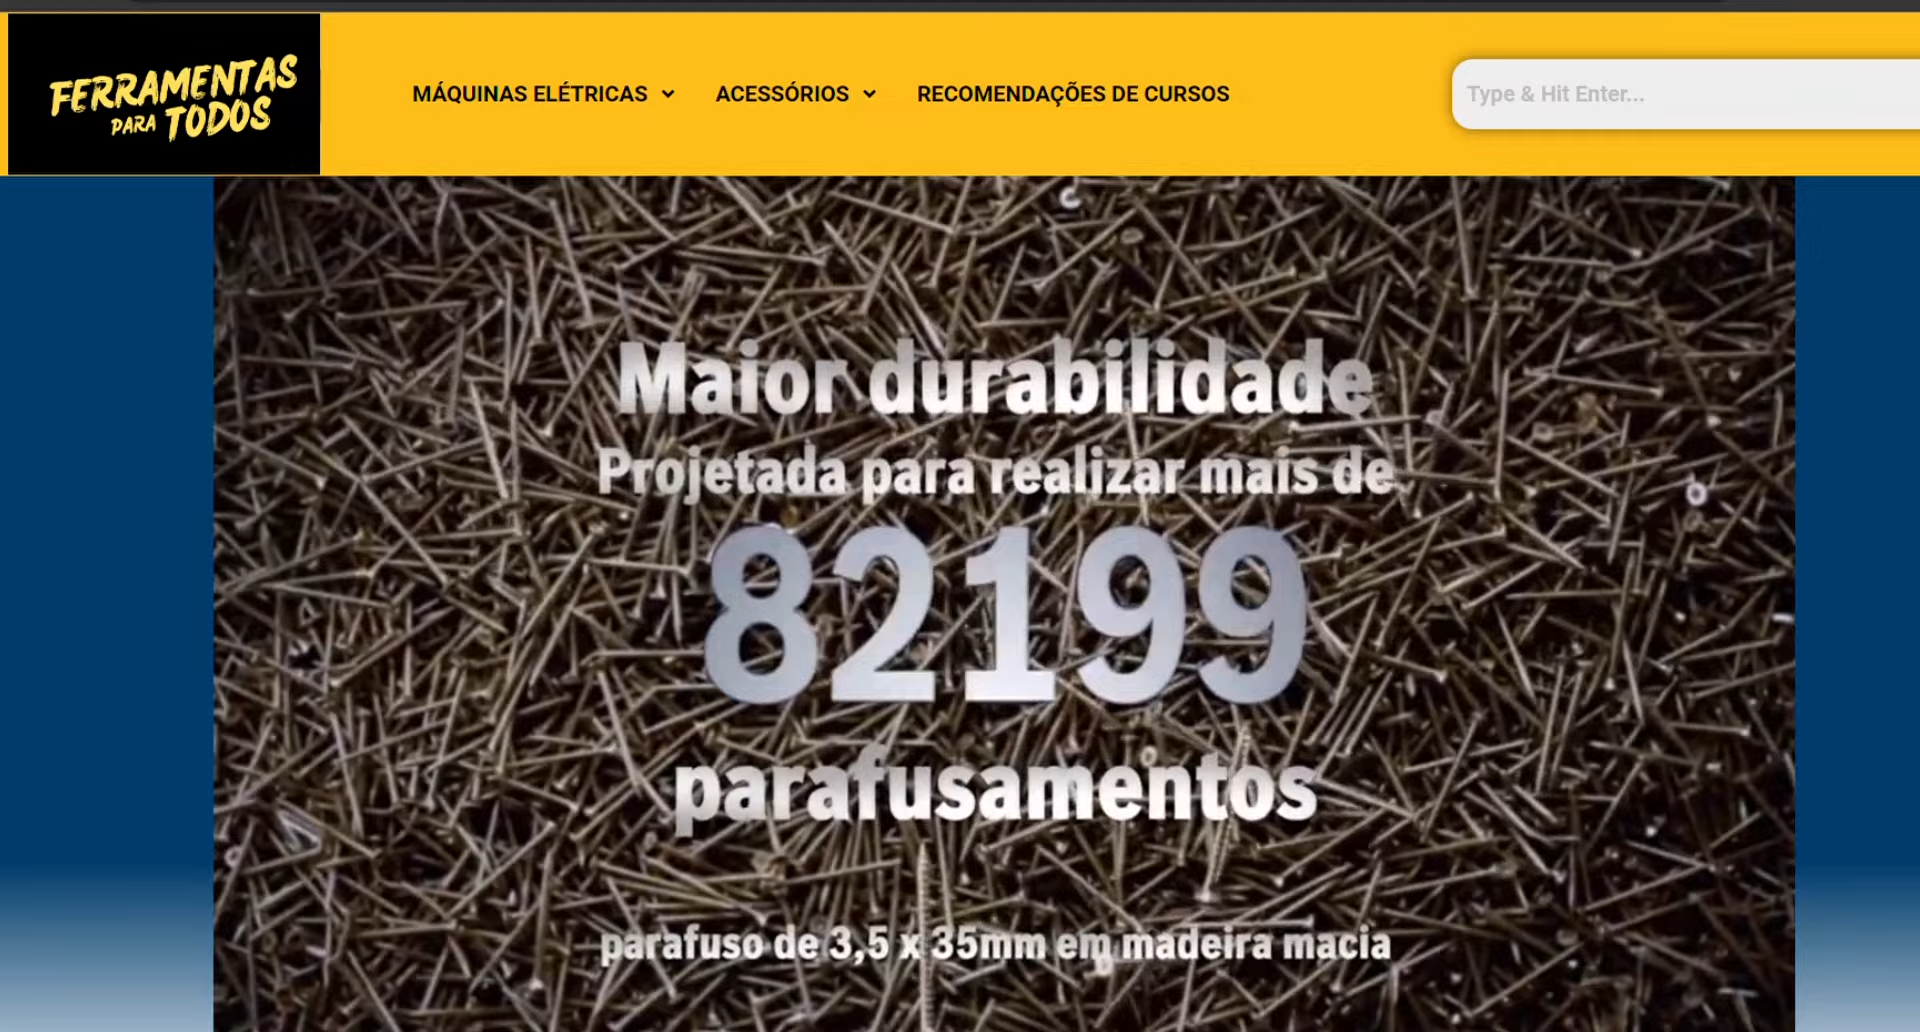 FERRAMENTAS
PARA TODOS
MÁQUINAS ELÉTRICAS
ACESSÓRIOS
RECOMENDAÇÕES DE CURSOS
Type & Hit Enter...
Maior durabilidade
Projetada para realizar mais de
82199
parafusamentos
parafuso de 3,5 x 35mm em madeira macia